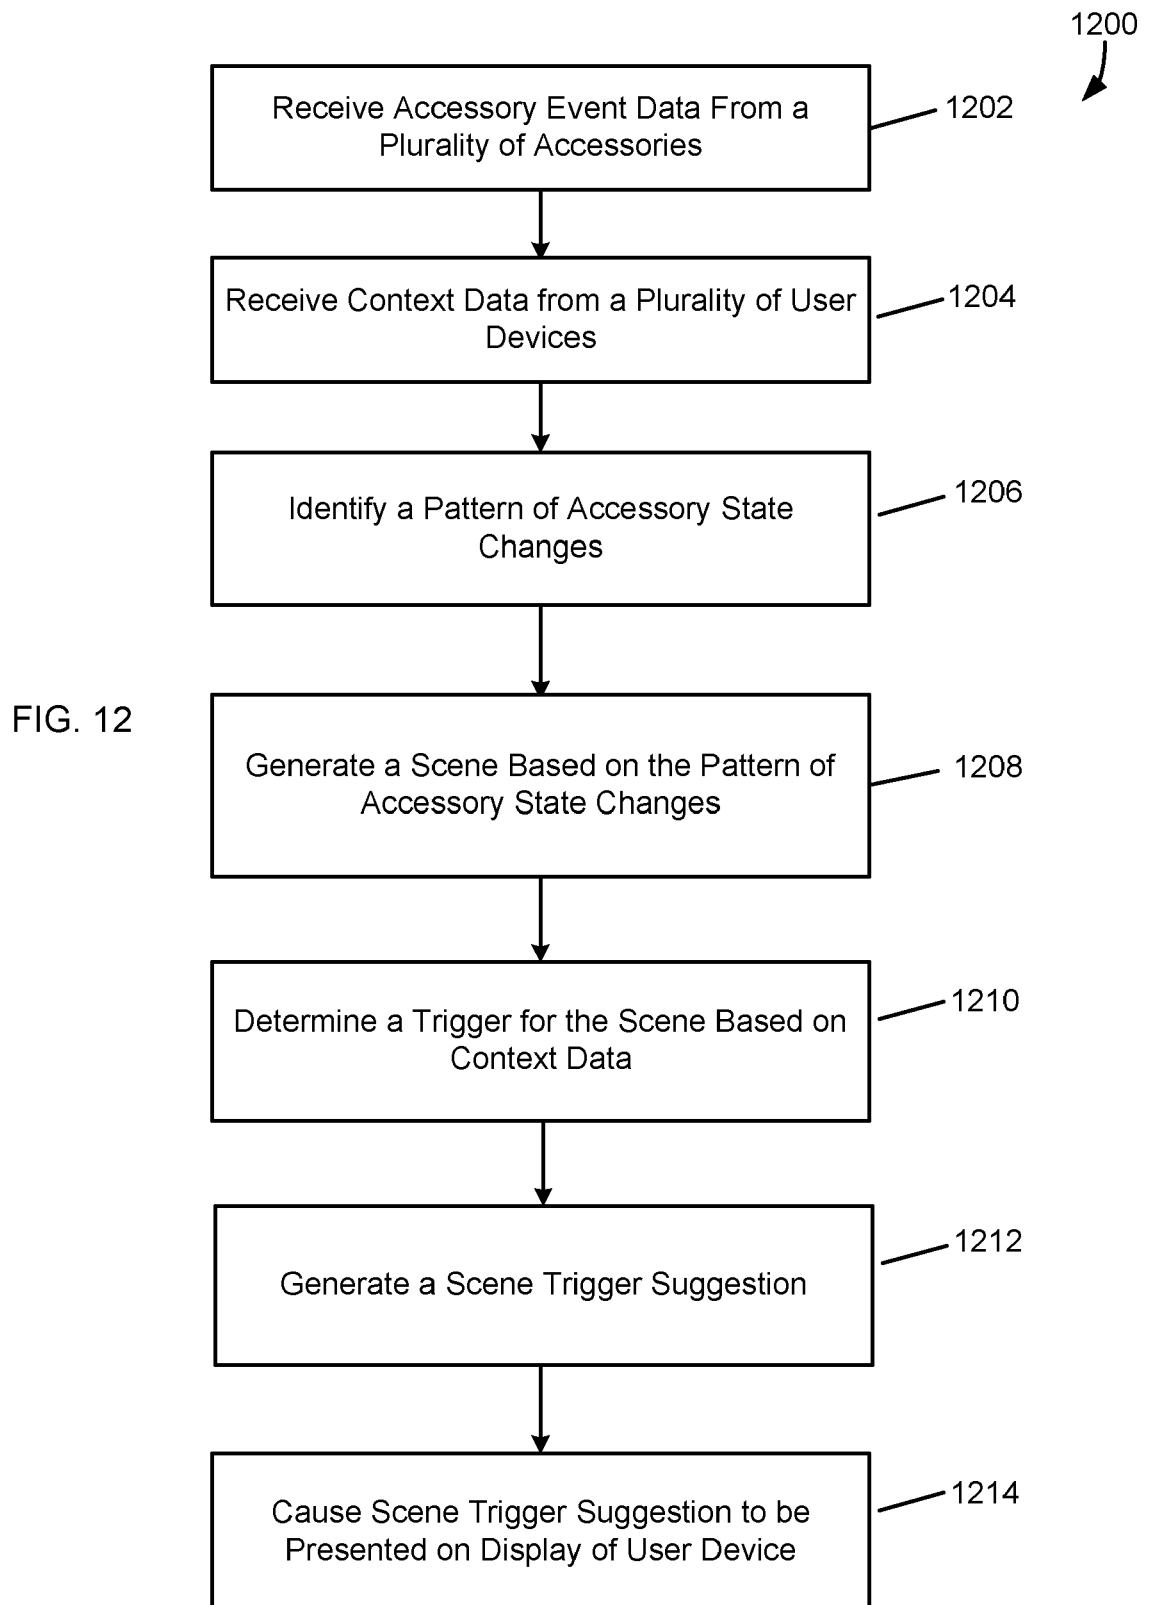 1200
Receive Accessory Event Data From a
Plurality of Accessories
1202
Receive Context Data from a Plurality of User
Devices
1204
Identify a Pattern of Accessory State
Changes
1206
FIG. 12
Generate a Scene Based on the Pattern of
Accessory State Changes
1208
Determine a Trigger for the Scene Based on
Context Data
1210
Generate a Scene Trigger Suggestion
1212
Cause Scene Trigger Suggestion to be
Presented on Display of User Device
1214